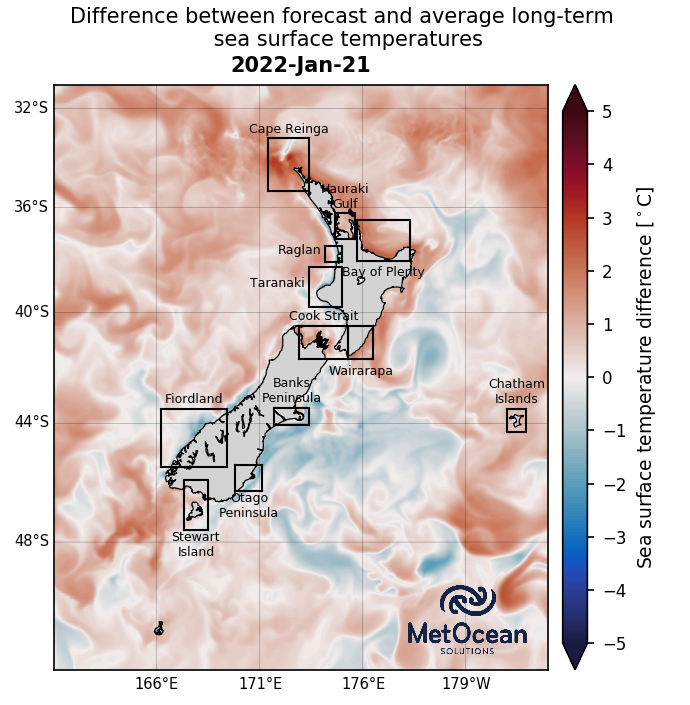 Difference between forecast and average long-term
sea surface temperatures
2022-Jan-21
32°S
36°S
40°S
44°S
48°S
Cape Reinga
Hauraki
Gulf
Raglan
Bay of Plenty
Taranaki
Cook Strait
Wairarapa
Banks
Peninsula
Fiordland
Chatham
Islands
Otago
Peninsula
Stewart
Island
MetOcean
SOLUTIONS
166°E
171°E
176°E
179°W
5
4
3
2
1
0
−1
−2
−3
−4
−5
Sea surface temperature difference [°C]